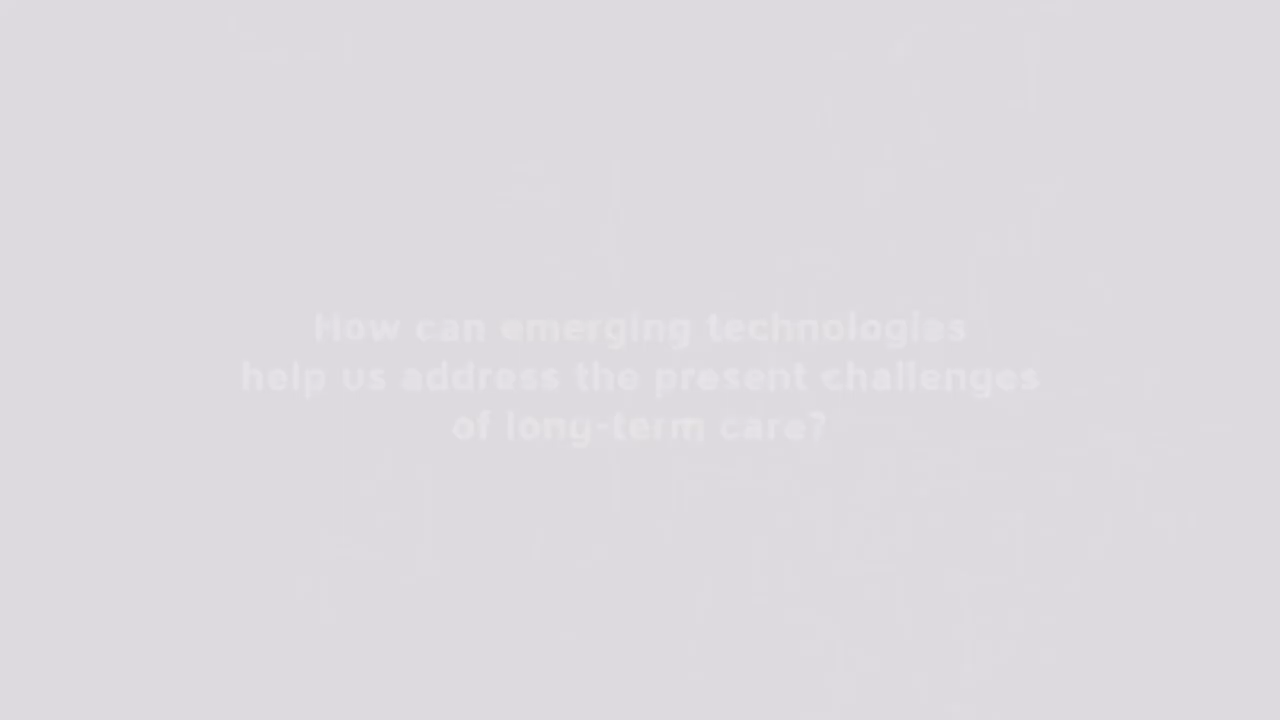 How can emerging technologies
help us address the present challenges
of long-term care?